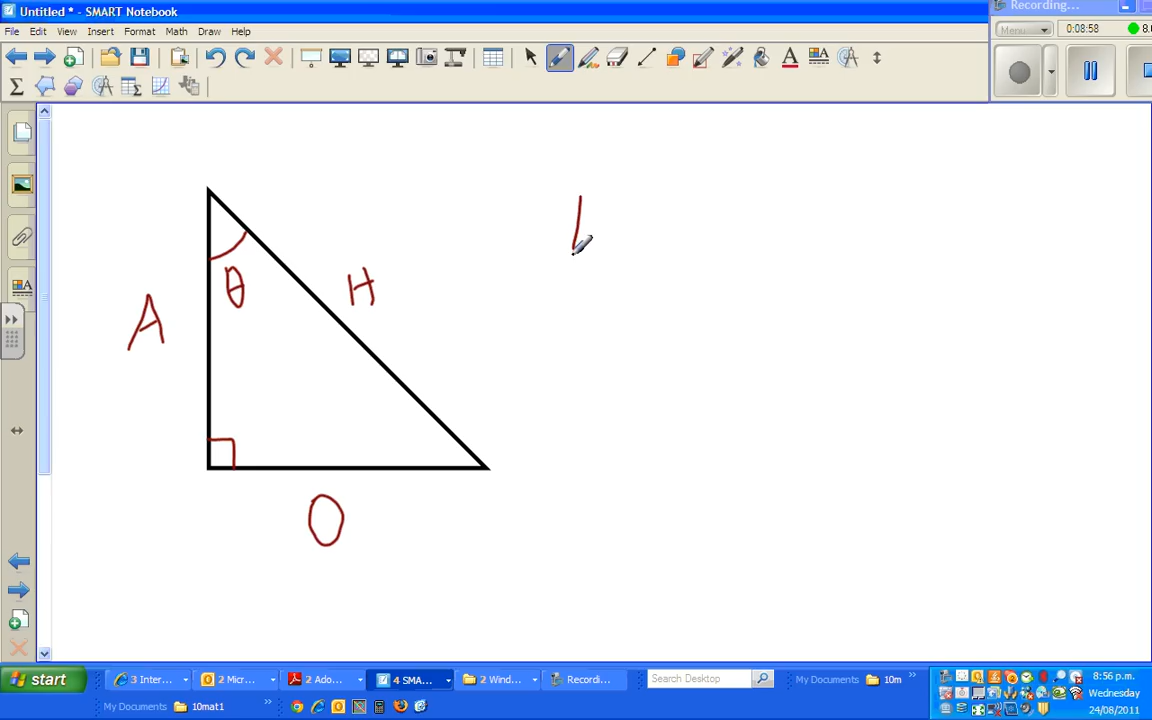 Untitled * - SMART Notebook
Recording...
File Edit View Insert Format Math Draw Help
Menu
0:08:58
θ
H
A
O
start
3 Inter...
2 Micr...
2 Ado...
4 SMA...
2 Wind...
Recordi...
Search Desktop
My Documents
10m
»
8:56 p.m.
My Documents
10mat1
»
Wednesday
24/08/2011